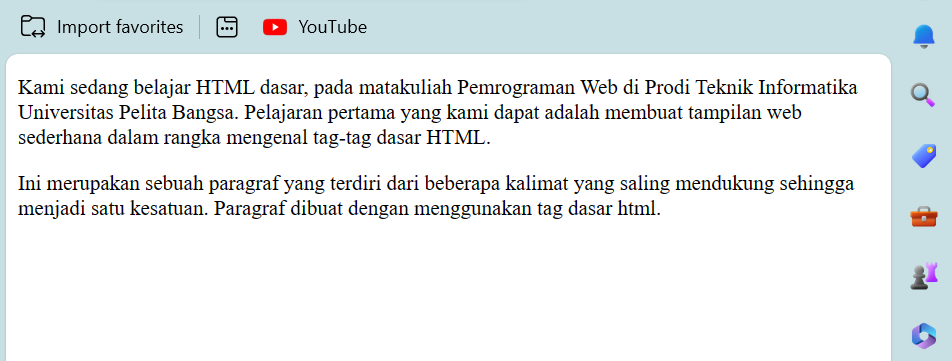 Import favorites YouTube
Kami sedang belajar HTML dasar, pada matakuliah Pemrograman Web di Prodi Teknik Informatika
Universitas Pelita Bangsa. Pelajaran pertama yang kami dapat adalah membuat tampilan web
sederhana dalam rangka mengenal tag-tag dasar HTML.
Ini merupakan sebuah paragraf yang terdiri dari beberapa kalimat yang saling mendukung sehingga
menjadi satu kesatuan. Paragraf dibuat dengan menggunakan tag dasar html.